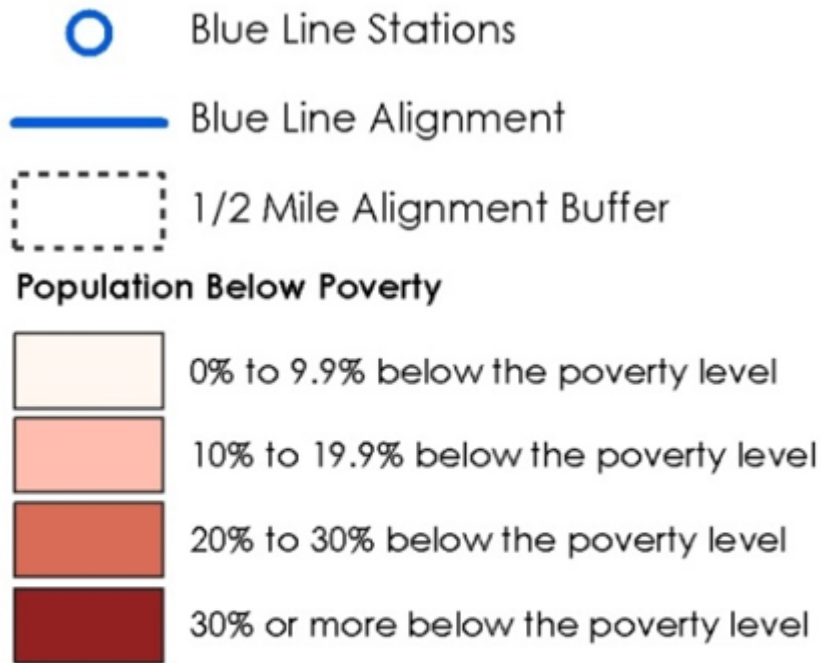 Blue Line Stations
Blue Line Alignment
1/2 Mile Alignment Buffer
Population Below Poverty
0% to 9.9% below the poverty level
10% to 19.9% below the poverty level
20% to 30% below the poverty level
30% or more below the poverty level